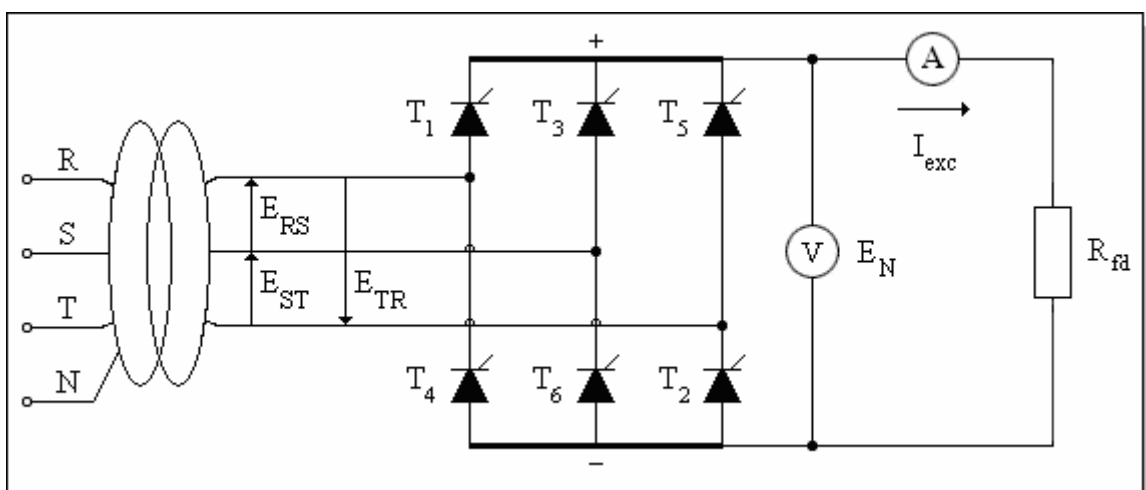 +
T1 T3 T5
A
Iexc
R
S
T
N
ERS
EST ETR
V EN
Rfd
T4 T6 T2
−